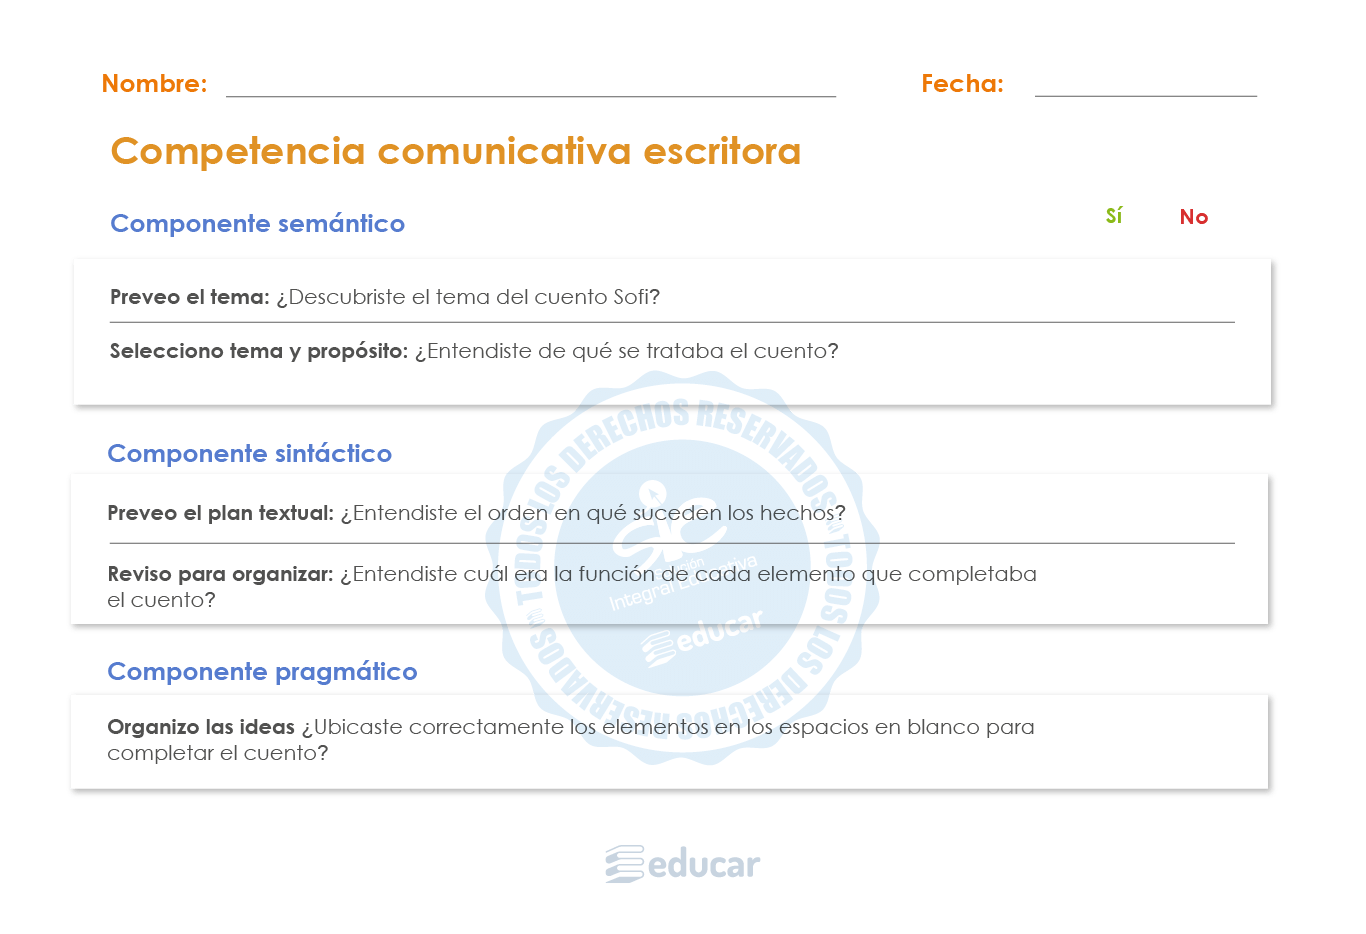 Nombre:
Fecha:
Competencia comunicativa escritora
Componente semántico
Sí
No
Preveo el tema: ¿Descubriste el tema del cuento Sofi?
Selecciono tema y propósito: ¿Entendiste de qué se trataba el cuento?
Componente sintáctico
Preveo el plan textual: ¿Entendiste el orden en qué suceden los hechos?
Reviso para organizar: ¿Entendiste cuál era la función de cada elemento que completaba
el cuento?
Componente pragmático
Organizo las ideas ¿Ubicaste correctamente los elementos en los espacios en blanco para
completar el cuento?
TODOS LOS DERECHOS RESERVADOS
TODOS LOS DERECHOS RESERVADOS
sic
Integral Educativa
educar
educar